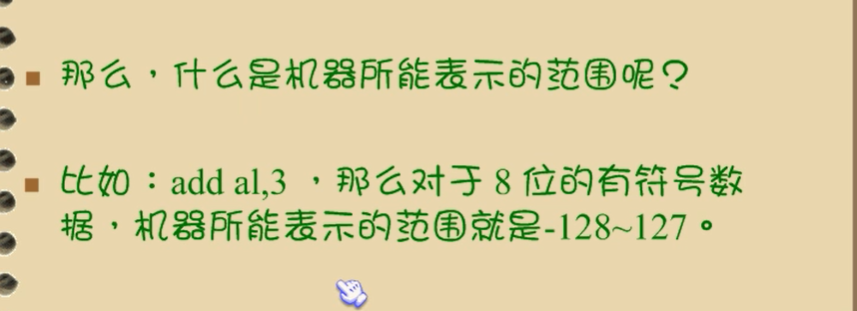 那么，什么是机器所能表示的范围呢？
比如：add al,3 ，那么对于 8 位的有符号数
据，机器所能表示的范围就是-128~127。